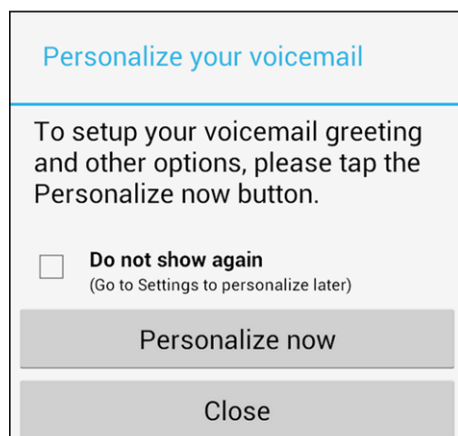 Personalize your voicemail
To setup your voicemail greeting
and other options, please tap the
Personalize now button.
Do not show again
(Go to Settings to personalize later)
Personalize now
Close